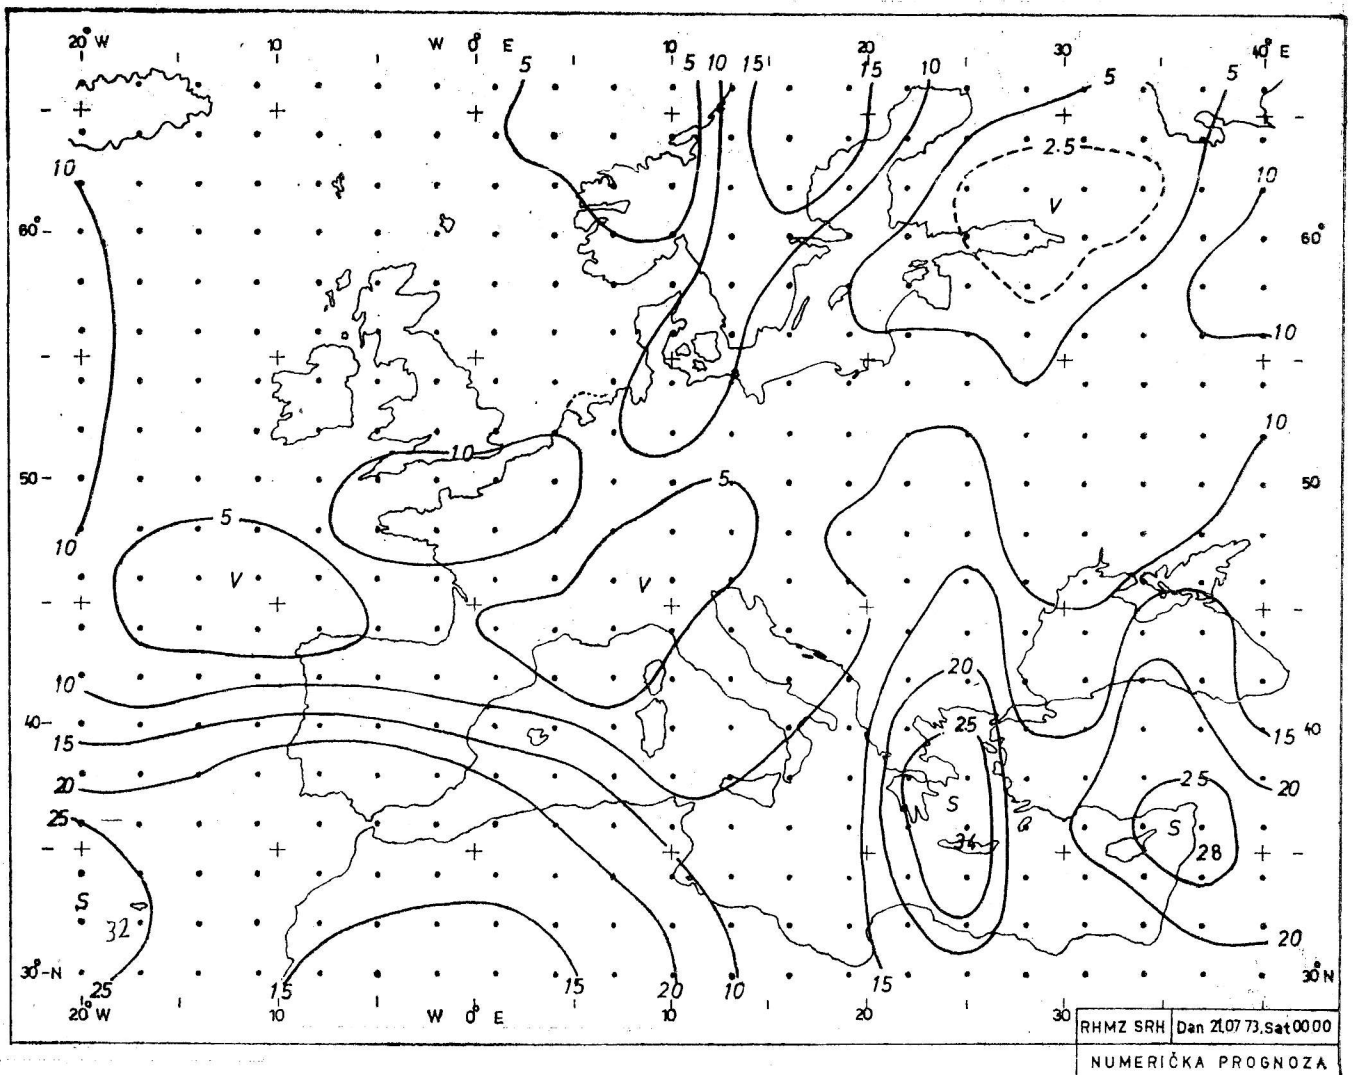 20°W 10 W 0° E 10 20 30 40°E
5 5 10 15 15 10 5 5
10 2.5 10
V
60° 60°
10
10 10
50 5 50
5
10 V V
10 20
40 25 15 40
15
20 25 20
25 S S
34 28
S
32
20
30°N 30°N
25 15 15 20 10 15
20°W 10 W 0° E 10 20 30
RHMZ SRH Dan 21.07 73, Sat 0000
NUMERIČKA PROGNOZA